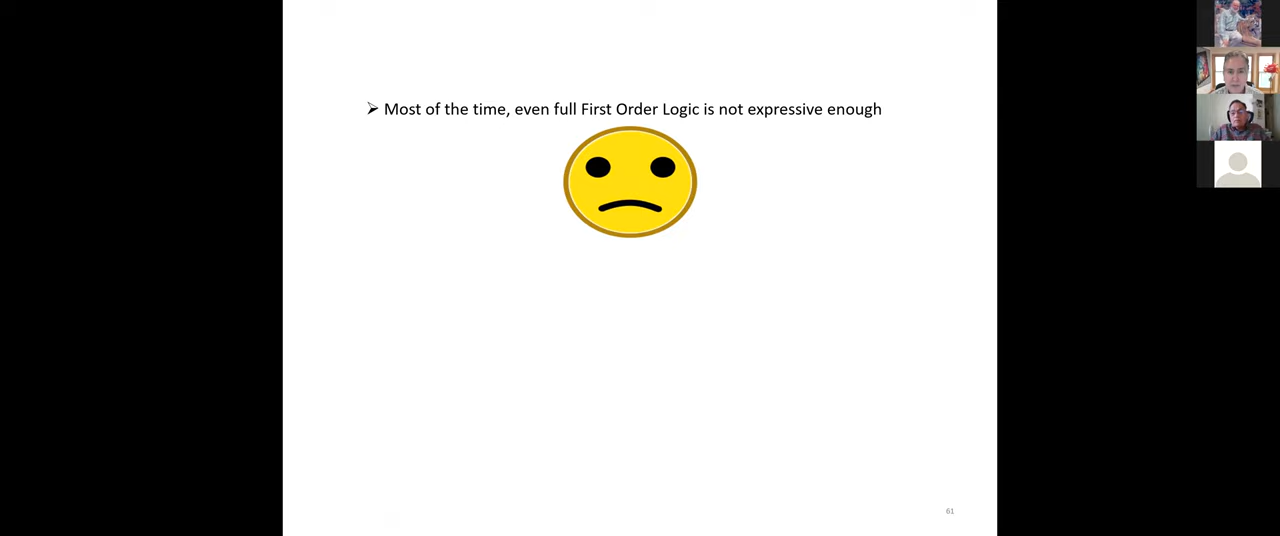 ➢ Most of the time, even full First Order Logic is not expressive enough
61